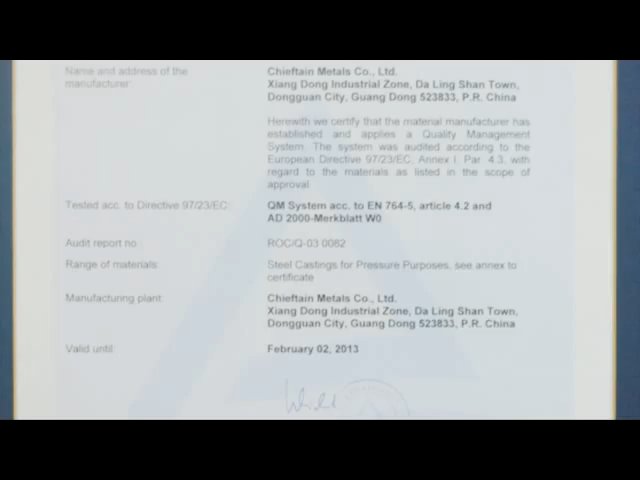 Name and address of the
manufacturer:
Chieftain Metals Co., Ltd.
Xiang Dong Industrial Zone, Da Ling Shan Town,
Dongguan City, Guang Dong 523833, P.R. China
Herewith we certify that the material manufacturer has
established and applies a Quality Management
System. The system was audited according to the
European Directive 97/23/EC, Annex I, Par. 4.3, with
regard to the materials as listed in the scope of
approval
Tested acc. to Directive 97/23/EC:
QM System acc. to EN 764-5, article 4.2 and
AD 2000-Merkblatt W0
Audit report no
ROC/Q-03 0082
Range of materials:
Steel Castings for Pressure Purposes, see annex to
certificate
Manufacturing plant:
Chieftain Metals Co., Ltd.
Xiang Dong Industrial Zone, Da Ling Shan Town,
Dongguan City, Guang Dong 523833, P.R. China
Valid until:
February 02, 2013